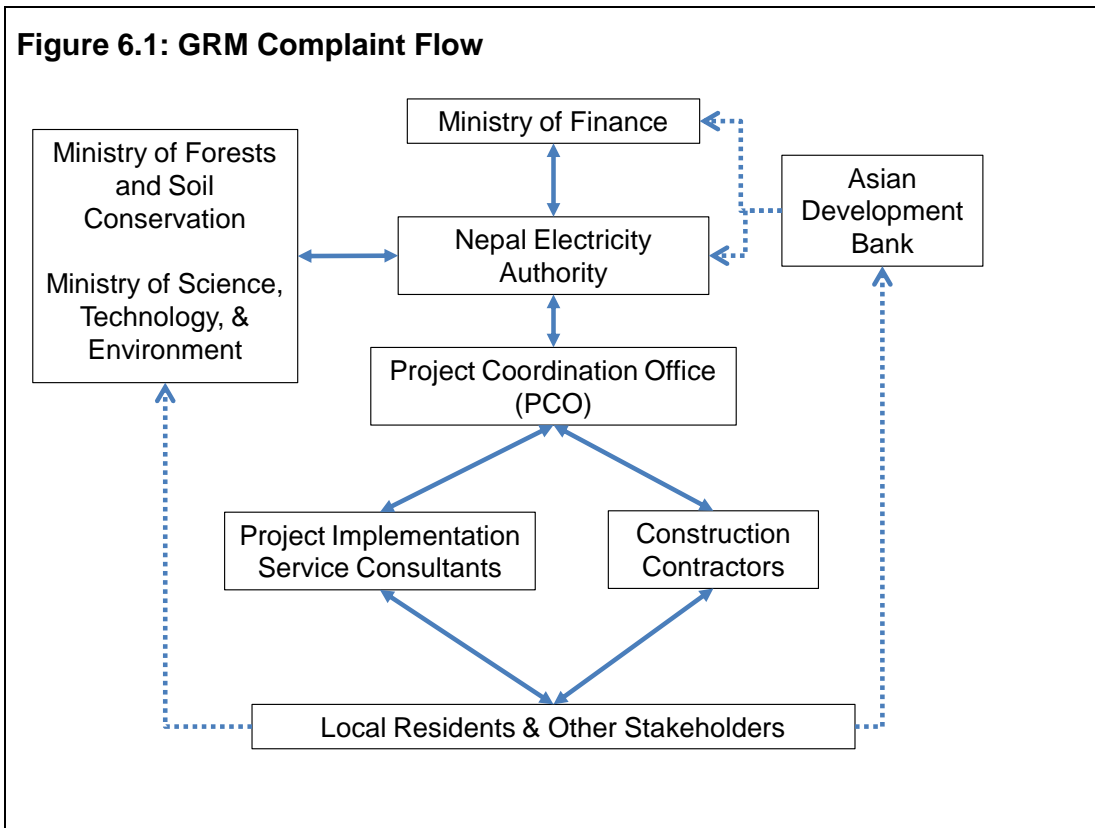 Figure 6.1: GRM Complaint Flow
Ministry of Finance
Ministry of Forests
and Soil
Conservation
Ministry of Science,
Technology, &
Environment
Asian
Development
Bank
Nepal Electricity
Authority
Project Coordination Office
(PCO)
Project Implementation
Service Consultants
Construction
Contractors
Local Residents & Other Stakeholders